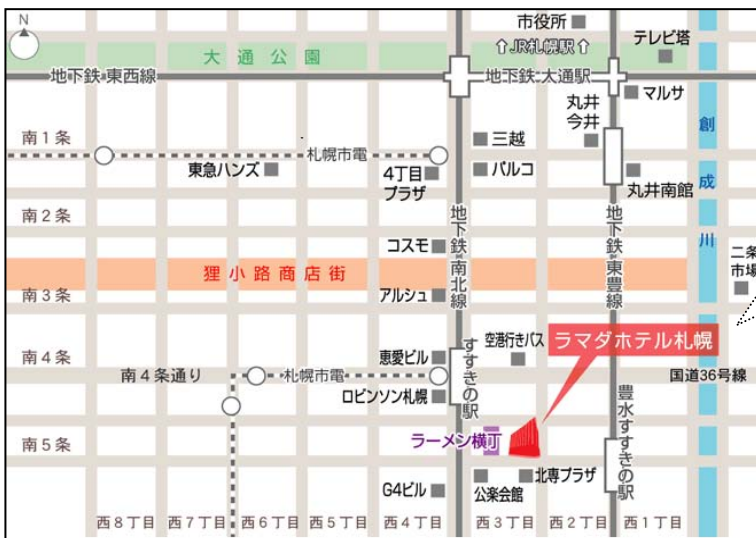 N
市役所
⇧JR札幌駅⇧
テレビ塔
大通公園
地下鉄 東西線
地下鉄 大通駅
マルサ
丸井
今井
創成川
南1条
三越
札幌市電
東急ハンズ
4丁目
プラザ
パルコ
丸井南館
南2条
地下鉄 南北線
地下鉄 東豊線
コスモ
二条
市場
狸小路商店街
南3条
アルシュ
空港行きバス
ラマダホテル札幌
すすきの駅
南4条
恵愛ビル
南4条通り
札幌市電
国道36号線
ロビンソン札幌
豊水すすきの駅
南5条
ラーメン横丁
G4ビル
公楽会館
北専プラザ
西8丁目
西7丁目
西6丁目
西5丁目
西4丁目
西3丁目
西2丁目
西1丁目